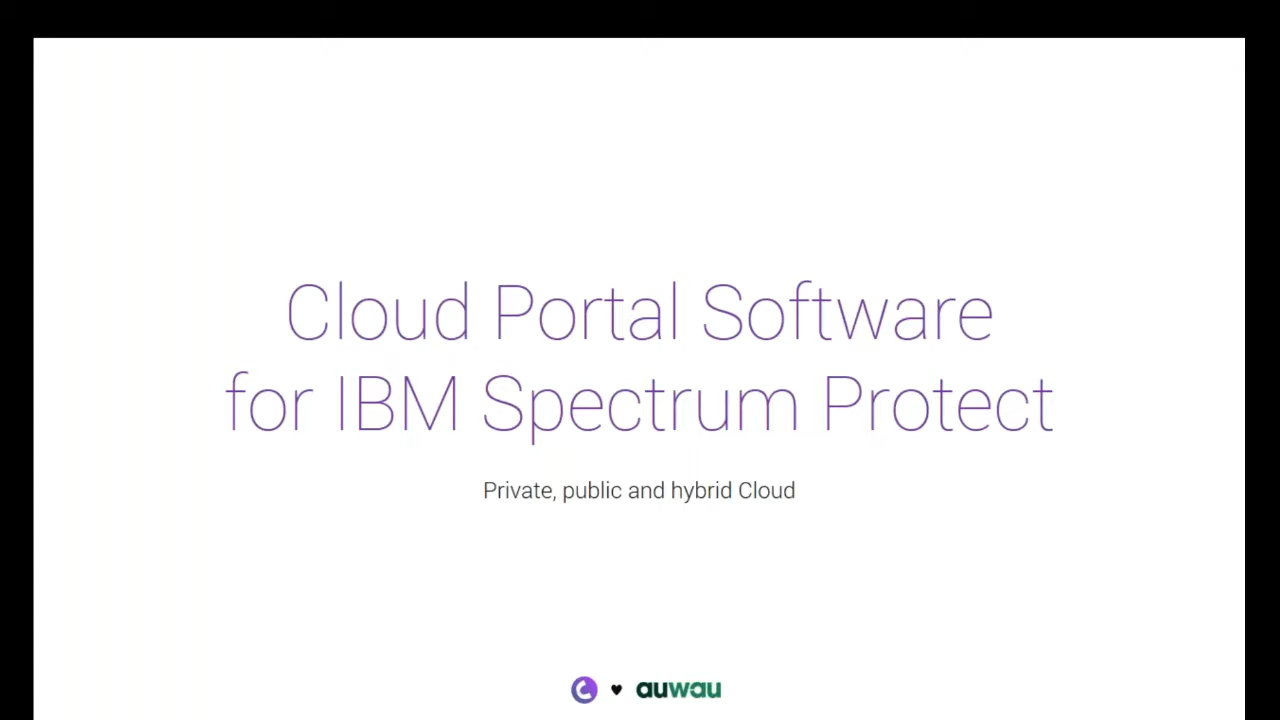 Cloud Portal Software
for IBM Spectrum Protect
Private, public and hybrid Cloud
auwau